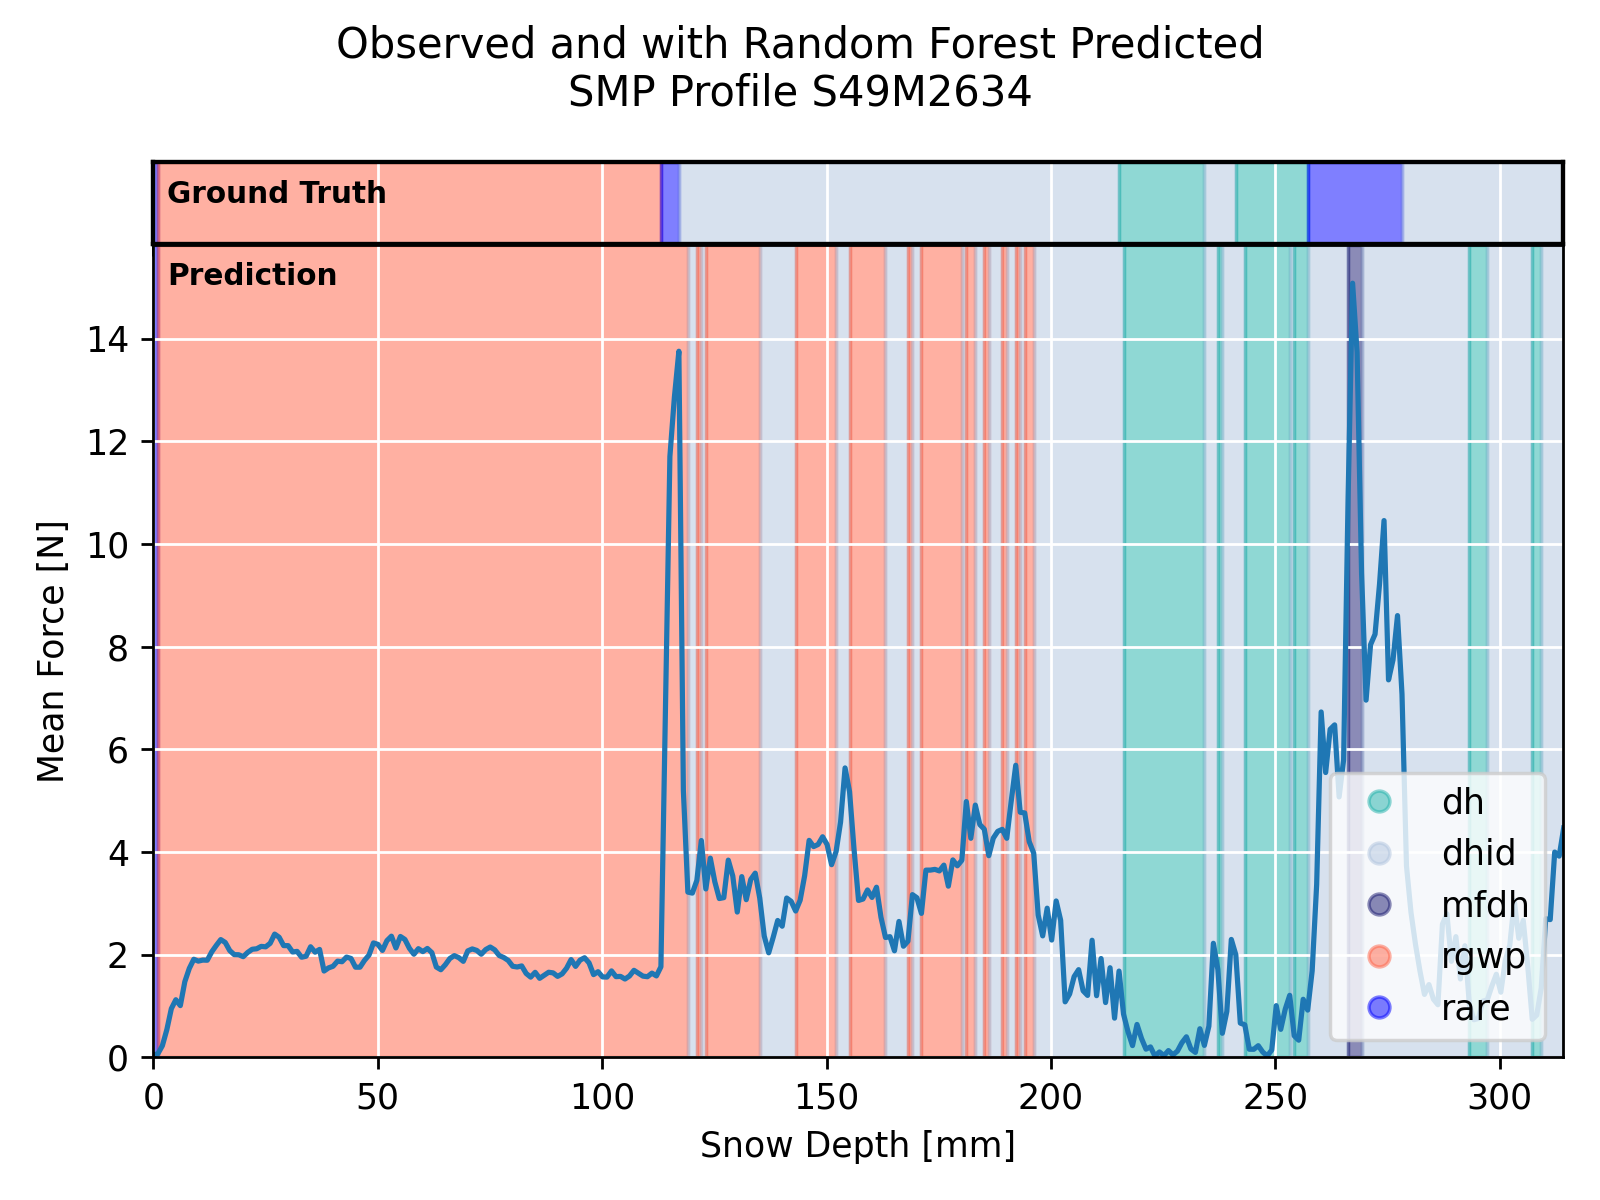 Observed and with Random Forest Predicted
SMP Profile S49M2634
Ground Truth
Prediction
14
12
10
8
6
4
2
0
Mean Force [N]
dh
dhid
mfdh
rgwp
rare
0 50 100 150 200 250 300
Snow Depth [mm]